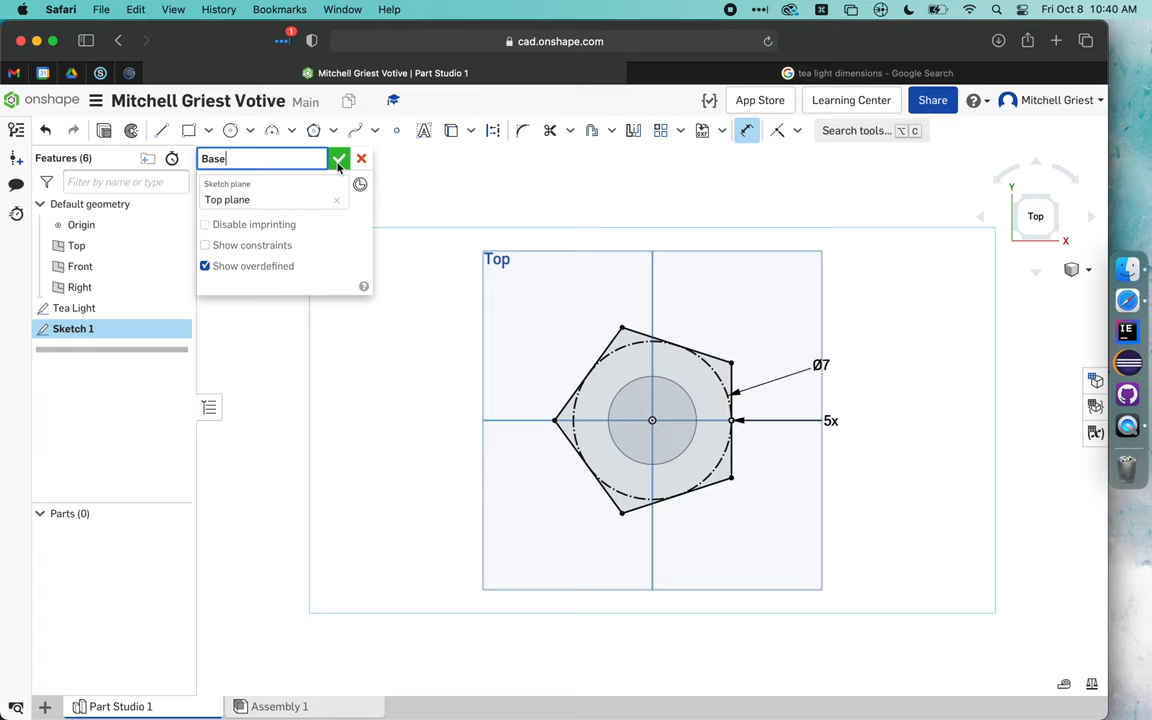 Safari File Edit View History Bookmarks Window Help Fri Oct 8 10:40 AM
1
cad.onshape.com
Mitchell Griest Votive | Part Studio 1
tea light dimensions - Google Search
onshape Mitchell Griest Votive Main App Store Learning Center Share Mitchell Griest
Search tools... ⌥ C
Features (6)
Filter by name or type
Default geometry
Origin
Top
Front
Right
Tea Light
Sketch 1
Parts (0)
Base
Sketch plane
Top plane
Disable imprinting
Show constraints
Show overdefined
Top
Ø7
5x
Y
Top
X
IE
Part Studio 1
Assembly 1